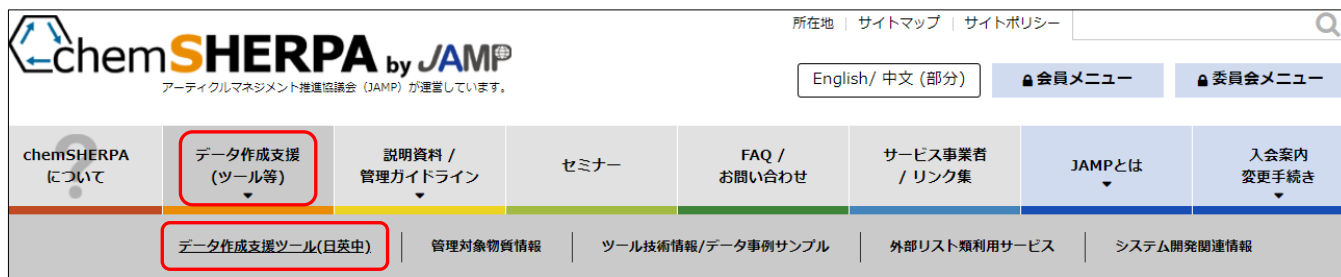 所在地 | サイトマップ | サイトポリシー
chemSHERPA by JAMP
アーティクルマネジメント推進協議会 (JAMP) が運営しています。
English/ 中文 (部分)
会員メニュー
委員会メニュー
chemSHERPA
について
データ作成支援
(ツール等)
説明資料 /
管理ガイドライン
セミナー
FAQ /
お問い合わせ
サービス事業者
/ リンク集
JAMPとは
入会案内
変更手続き
データ作成支援ツール(日英中) | 管理対象物質情報 | ツール技術情報/データ事例サンプル | 外部リスト類利用サービス | システム開発関連情報